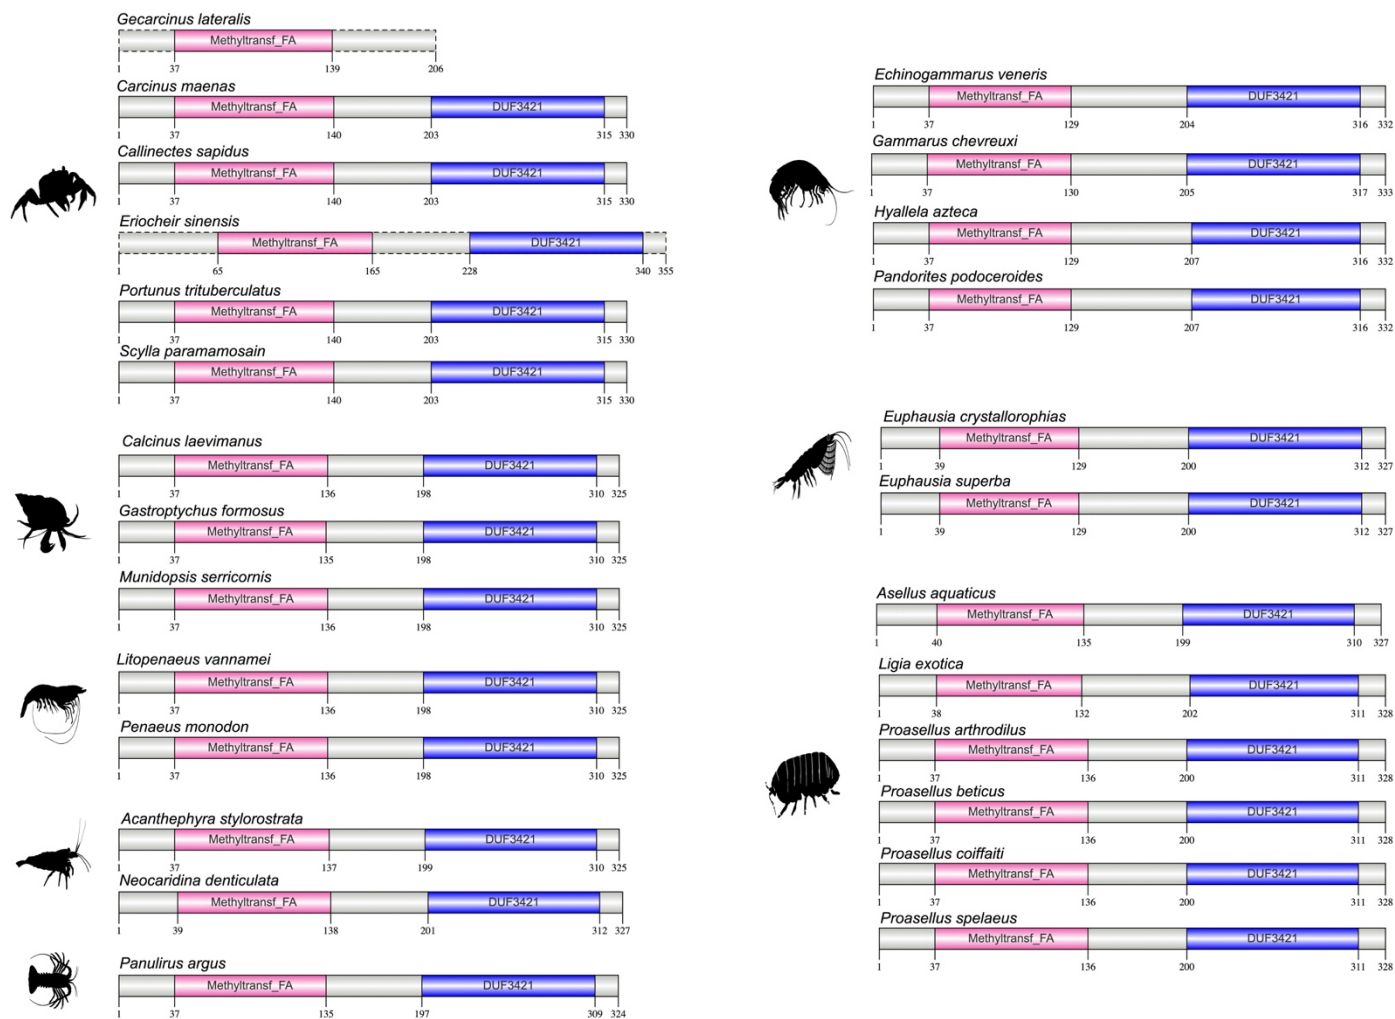 Gecarcinus lateralis
Methyltransf_FA
1 37 139 206
Carcinus maenas
Methyltransf_FA DUF3421
1 37 140 203 315 330
Callinectes sapidus
Methyltransf_FA DUF3421
1 37 140 203 315 330
Eriocheir sinensis
Methyltransf_FA DUF3421
1 65 165 228 340 355
Portunus trituberculatus
Methyltransf_FA DUF3421
1 37 140 203 315 330
Scylla paramamosain
Methyltransf_FA DUF3421
1 37 140 203 315 330
Calcinus laevimanus
Methyltransf_FA DUF3421
1 37 136 198 310 325
Gastroptychus formosus
Methyltransf_FA DUF3421
1 37 135 198 310 325
Munidopsis serricornis
Methyltransf_FA DUF3421
1 37 136 198 310 325
Litopenaeus vannamei
Methyltransf_FA DUF3421
1 37 136 198 310 325
Penaeus monodon
Methyltransf_FA DUF3421
1 37 136 198 310 325
Acanthephyra stylorostrata
Methyltransf_FA DUF3421
1 37 137 199 310 325
Neocaridina denticulata
Methyltransf_FA DUF3421
1 39 138 201 312 327
Panulirus argus
Methyltransf_FA DUF3421
1 37 135 197 309 324
Echinogammarus veneris
Methyltransf_FA DUF3421
1 37 129 204 316 332
Gammarus chevreuxi
Methyltransf_FA DUF3421
1 37 130 205 317 333
Hyallela azteca
Methyltransf_FA DUF3421
1 37 129 207 316 332
Pandorites podoceroides
Methyltransf_FA DUF3421
1 37 129 207 316 332
Euphausia crystallorophias
Methyltransf_FA DUF3421
1 39 129 200 312 327
Euphausia superba
Methyltransf_FA DUF3421
1 39 129 200 312 327
Asellus aquaticus
Methyltransf_FA DUF3421
1 40 135 199 310 327
Ligia exotica
Methyltransf_FA DUF3421
1 38 132 202 311 328
Proasellus arthrodilus
Methyltransf_FA DUF3421
1 37 136 200 311 328
Proasellus beticus
Methyltransf_FA DUF3421
1 37 136 200 311 328
Proasellus coiffaiti
Methyltransf_FA DUF3421
1 37 136 200 311 328
Proasellus spelaeus
Methyltransf_FA DUF3421
1 37 136 200 311 328